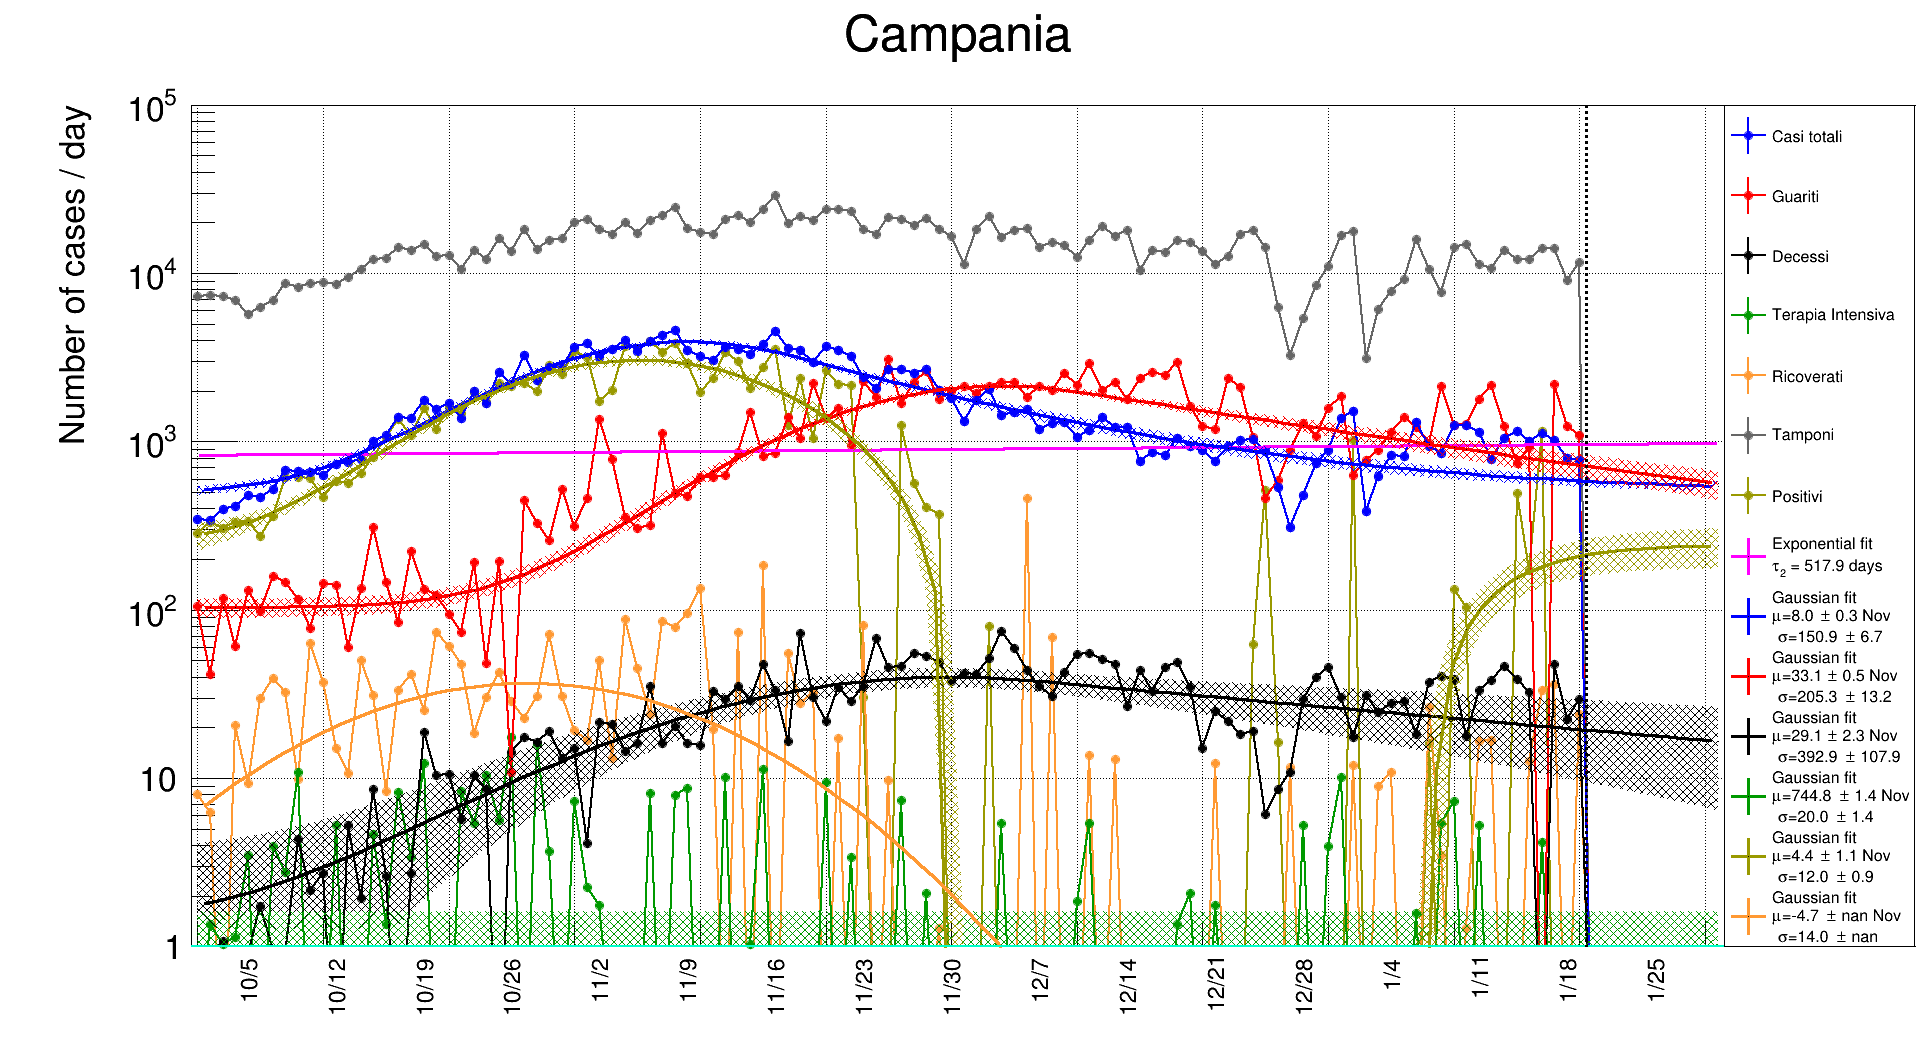 Campania
Number of cases / day
10^5
10^4
10^3
10^2
10
1
10/5
10/12
10/19
10/26
11/2
11/9
11/16
11/23
11/30
12/7
12/14
12/21
12/28
1/4
1/11
1/18
1/25
Casi totali
Guariti
Decessi
Terapia Intensiva
Ricoverati
Tamponi
Positivi
Exponential fit
τ₂ = 517.9 days
Gaussian fit
μ=8.0 ± 0.3 Nov
σ=150.9 ± 6.7
Gaussian fit
μ=33.1 ± 0.5 Nov
σ=205.3 ± 13.2
Gaussian fit
μ=29.1 ± 2.3 Nov
σ=392.9 ± 107.9
Gaussian fit
μ=744.8 ± 1.4 Nov
σ=20.0 ± 1.4
Gaussian fit
μ=4.4 ± 1.1 Nov
σ=12.0 ± 0.9
Gaussian fit
μ=-4.7 ± nan Nov
σ=14.0 ± nan